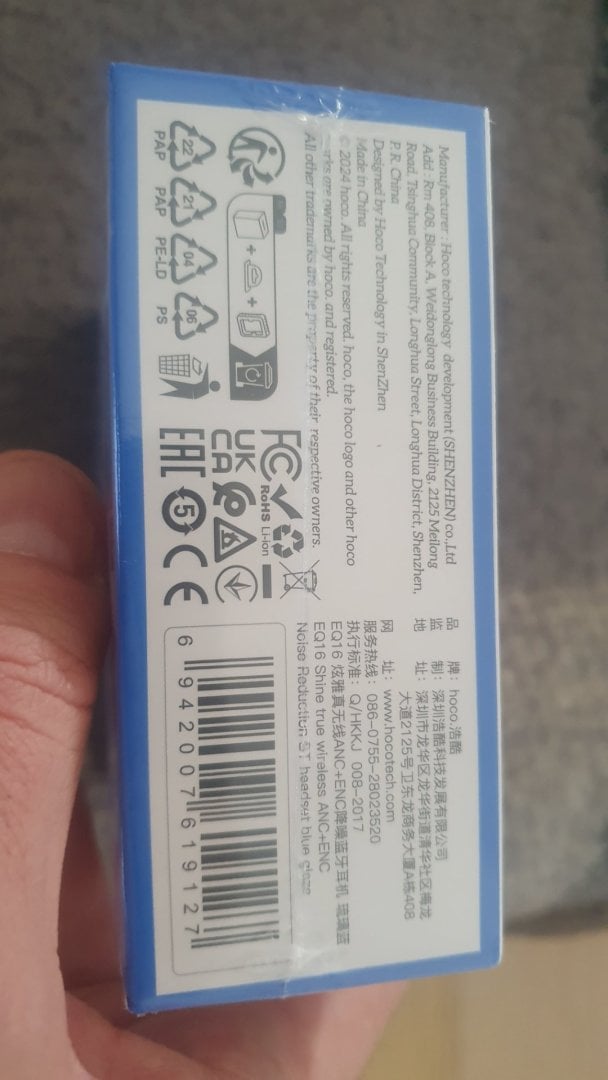 Manufacturer : Hoco technology development (SHENZHEN) co.,Ltd
Add : Rm 408, Block A, Weidonglong Business Building, 2125 Meilong
Road, Tsinghua Community, Longhua Street, Longhua District, Shenzhen,
P.R. China
Designed by Hoco Technology in ShenZhen
Made in China
© 2024 hoco. All rights reserved. hoco, the hoco logo and other hoco
marks are owned by hoco. and registered.
All other trademarks are the property of their respective owners.
22
PAP
21
PAP
04
PE-LD
06
PS
FC
RoHS
Li-ion
UK
CA
EAC
5
CE
品 牌：hoco.浩酷
监 制：深圳浩酷科技发展有限公司
地 址：深圳市龙华区龙华街道清华社区梅龙
大道2125号卫东龙商务大厦A栋408
网 址：www.hocotech.com
服务热线：086-0755-28023520
执行标准：Q/HKKJ 008-2017
EQ16 炫雅真无线ANC+ENC降噪蓝牙耳机 琉璃蓝
EQ16 Shine true wireless ANC+ENC
Noise Reduction BT headset blue glaze
6 942007 619127